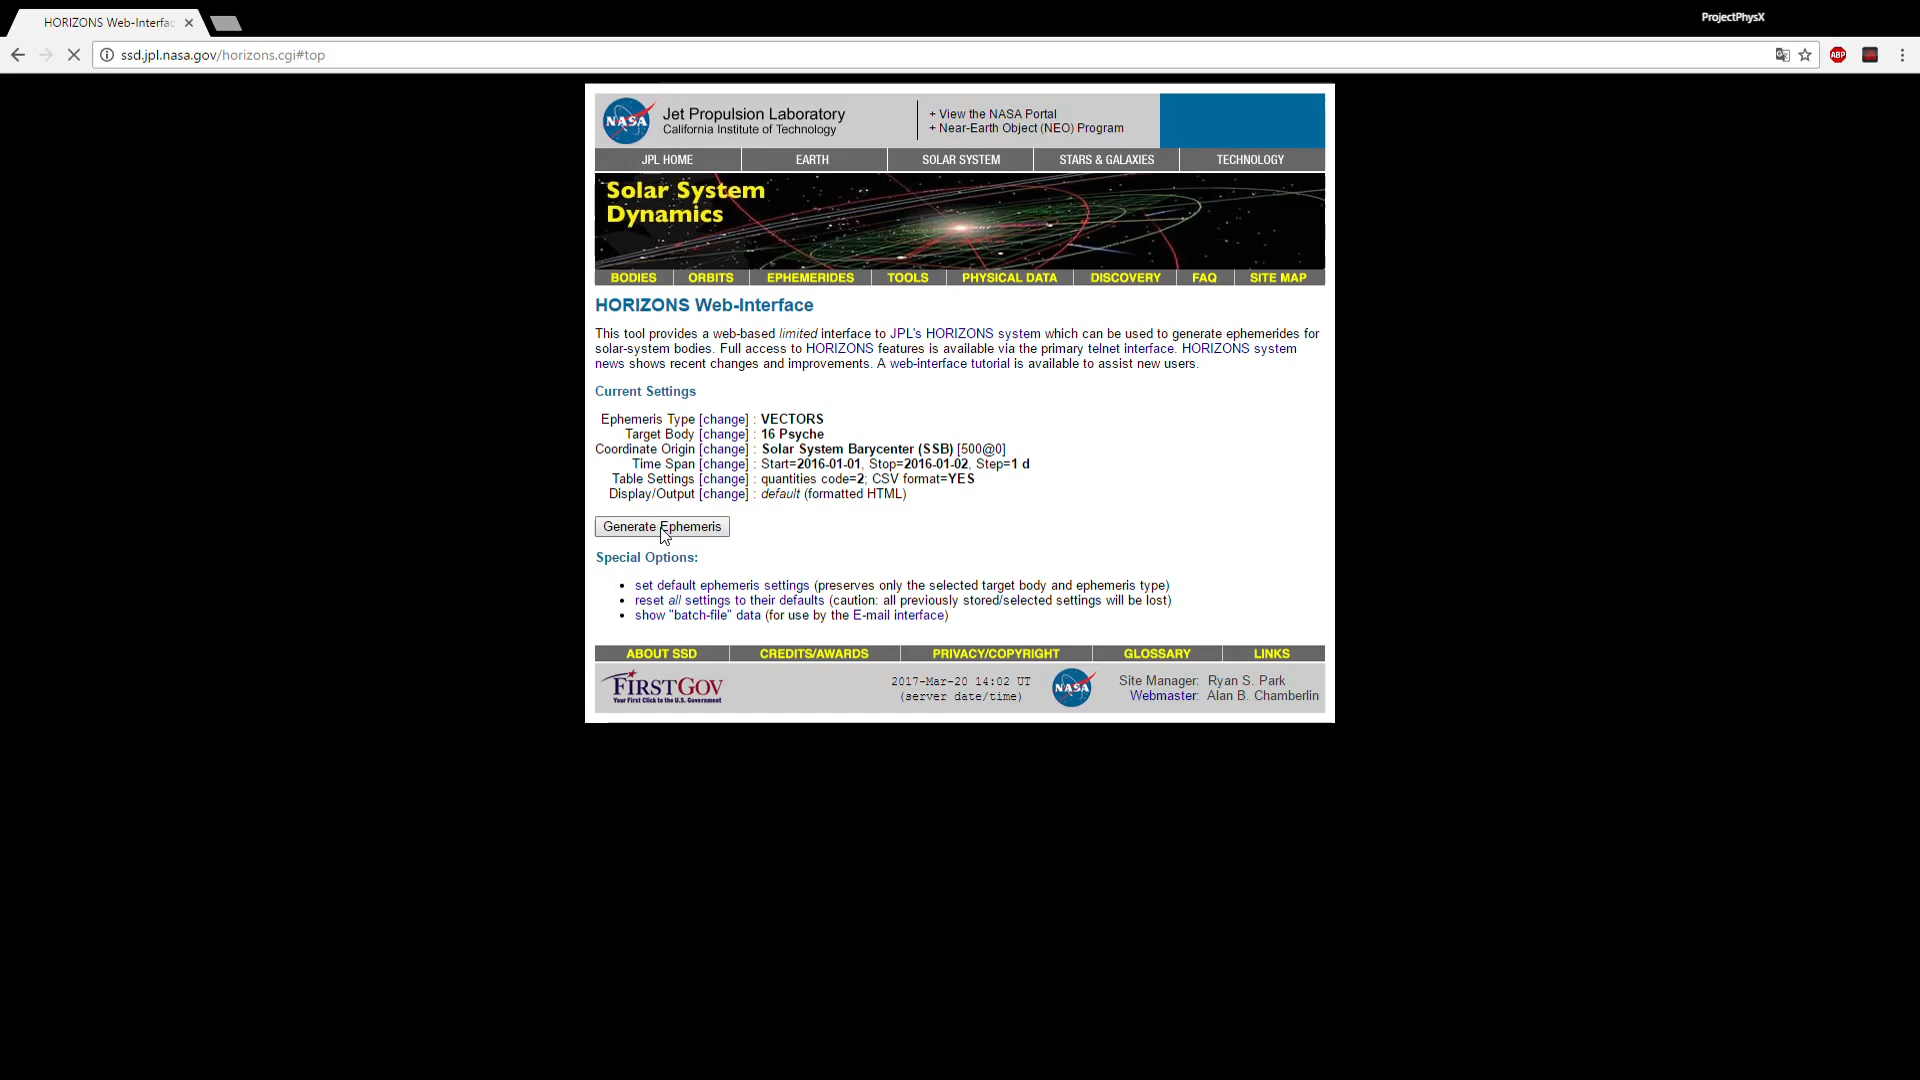 HORIZONS Web-Interfac
ProjectPhysX
ssd.jpl.nasa.gov/horizons.cgi#top
ABP
NASA
Jet Propulsion Laboratory
California Institute of Technology
+ View the NASA Portal
+ Near-Earth Object (NEO) Program
JPL HOME EARTH SOLAR SYSTEM STARS & GALAXIES TECHNOLOGY
Solar System
Dynamics
BODIES ORBITS EPHEMERIDES TOOLS PHYSICAL DATA DISCOVERY FAQ SITE MAP
HORIZONS Web-Interface
This tool provides a web-based limited interface to JPL's HORIZONS system which can be used to generate ephemerides for
solar-system bodies. Full access to HORIZONS features is available via the primary telnet interface. HORIZONS system
news shows recent changes and improvements. A web-interface tutorial is available to assist new users.
Current Settings
Ephemeris Type [change] : VECTORS
Target Body [change] : 16 Psyche
Coordinate Origin [change] : Solar System Barycenter (SSB) [500@0]
Time Span [change] : Start=2016-01-01, Stop=2016-01-02, Step=1 d
Table Settings [change] : quantities code=2; CSV format=YES
Display/Output [change] : default (formatted HTML)
Generate Ephemeris
Special Options:
• set default ephemeris settings (preserves only the selected target body and ephemeris type)
• reset all settings to their defaults (caution: all previously stored/selected settings will be lost)
• show "batch-file" data (for use by the E-mail interface)
ABOUT SSD CREDITS/AWARDS PRIVACY/COPYRIGHT GLOSSARY LINKS
FIRSTGOV
Your First Click to the U.S. Government
2017-Mar-20 14:02 UT
(server date/time)
NASA
Site Manager: Ryan S. Park
Webmaster: Alan B. Chamberlin